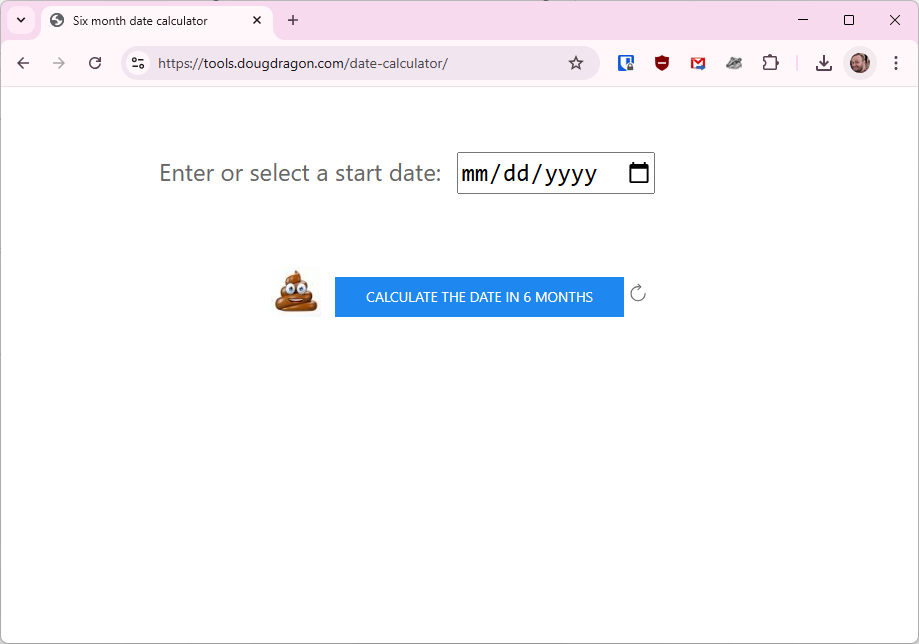 Six month date calculator
https://tools.dougdragon.com/date-calculator/
Enter or select a start date: mm/dd/yyyy
CALCULATE THE DATE IN 6 MONTHS